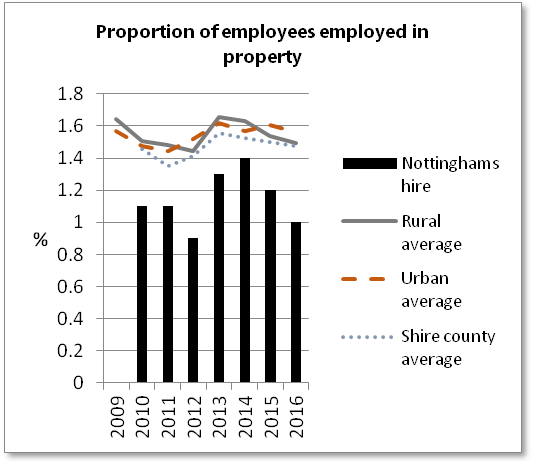 Proportion of employees employed in
property
1.8
1.6
1.4
1.2
1
0.8
0.6
0.4
0.2
0
%
2009
2010
2011
2012
2013
2014
2015
2016
Nottinghams
hire
Rural
average
Urban
average
Shire county
average